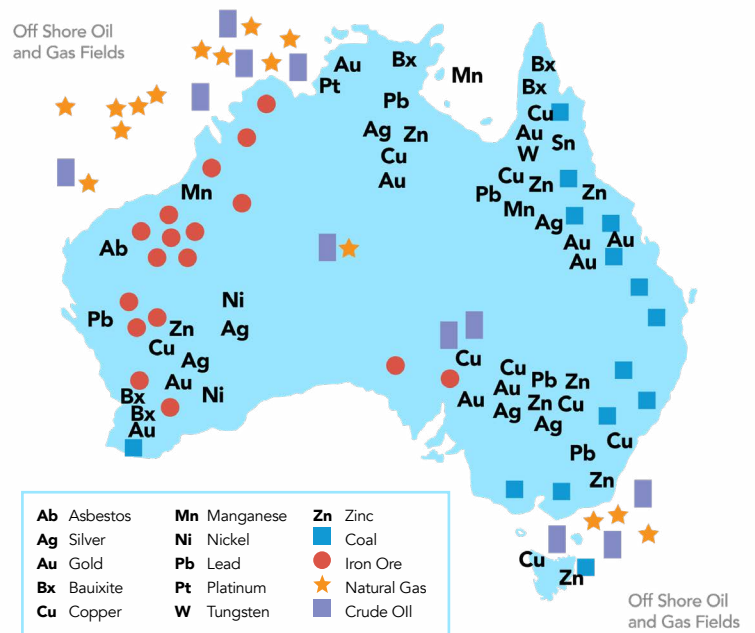 Off Shore Oil
and Gas Fields
Au
Bx
Mn
Bx
Pt
Bx
Pb
Cu
Au
Sn
Ag
Zn
W
Cu
Au
Cu
Zn
Zn
Pb
Mn
Ag
Mn
Au
Au
Au
Ab
Ni
Pb
Zn
Ag
Cu
Ag
Au
Ni
Bx
Bx
Au
Cu
Cu
Pb
Zn
Au
Au
Zn
Cu
Ag
Ag
Cu
Pb
Zn
Cu
Zn
Ab Asbestos
Ag Silver
Au Gold
Bx Bauixite
Cu Copper
Mn Manganese
Ni Nickel
Pb Lead
Pt Platinum
W Tungsten
Zn Zinc
Coal
Iron Ore
Natural Gas
Crude OIl
Off Shore Oil
and Gas Fields